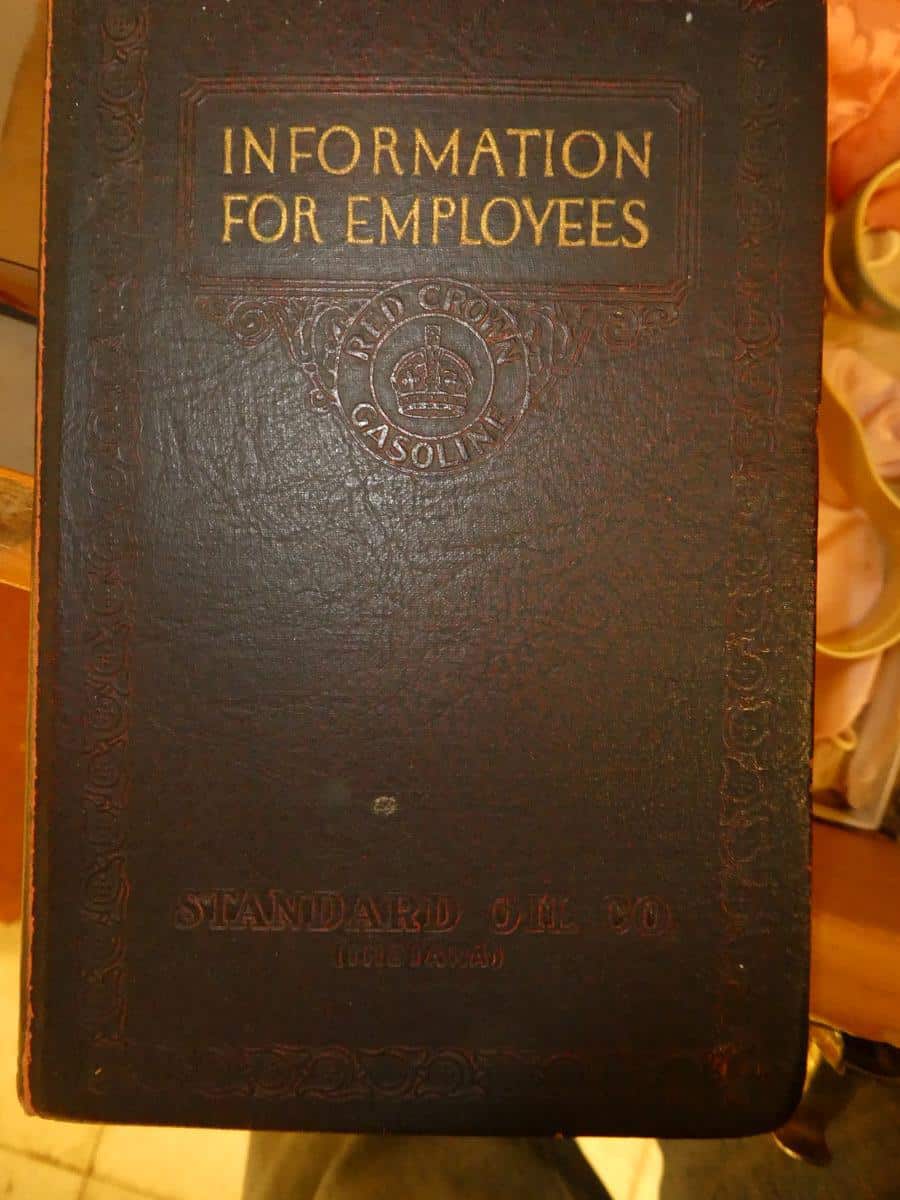 INFORMATION
FOR EMPLOYEES
RED CROWN
GASOLINE
STANDARD OIL CO.